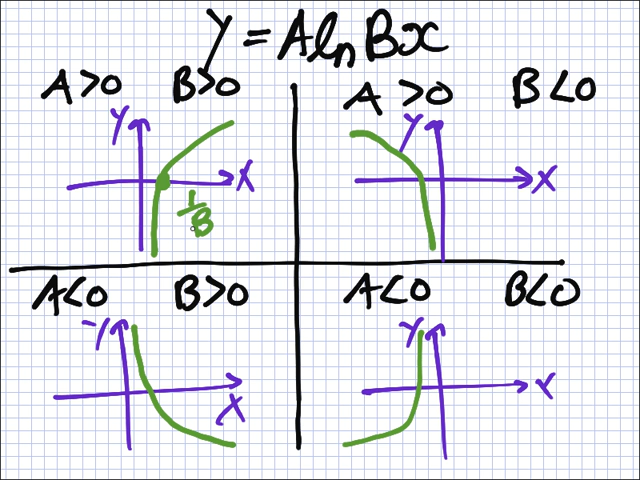 Y = A ln Bx
A>0 B>0
A >0 B<0
Y
X
1/B
Y
X
A<0 B>0
A<0 B<0
Y
X
Y
X